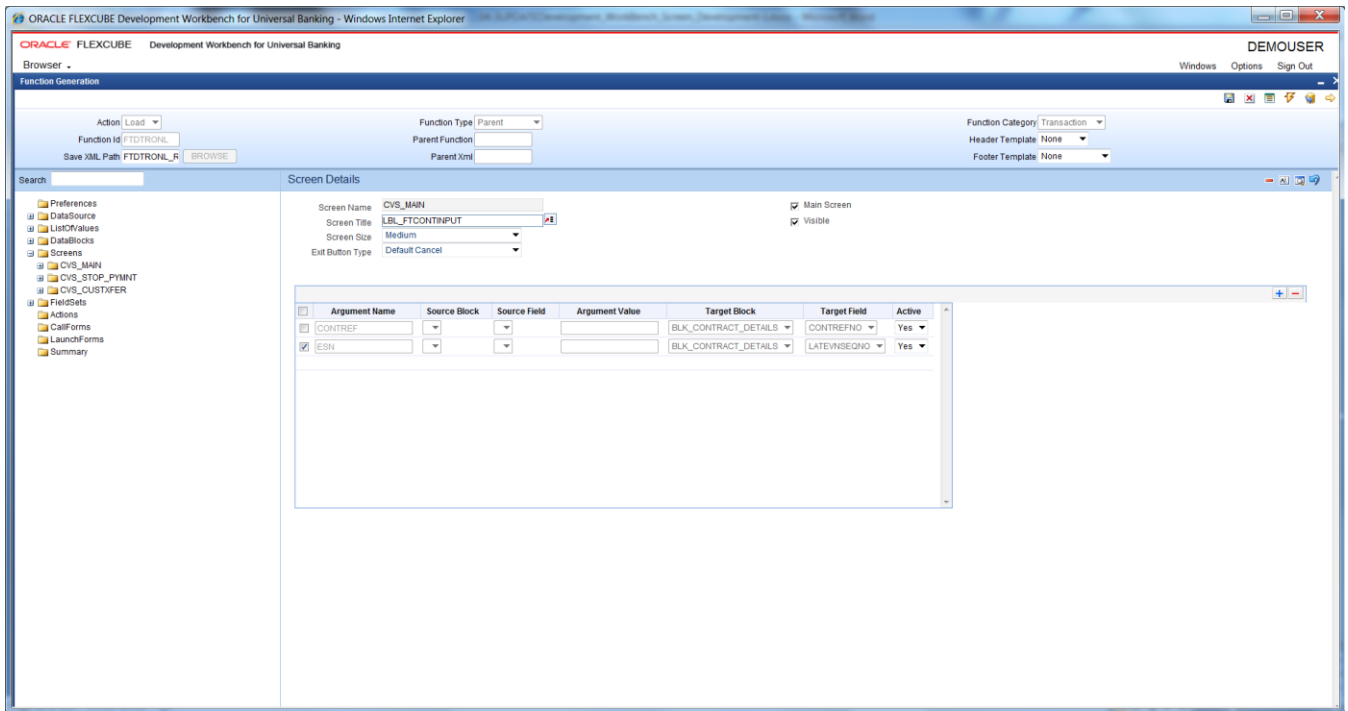 ORACLE FLEXCUBE Development Workbench for Universal Banking - Windows Internet Explorer
ORACLE FLEXCUBE Development Workbench for Universal Banking DEMOUSER
Browser Windows Options Sign Out
Function Generation
Action Load Function Type Parent Function Category Transaction
Function Id FTDTRONL Parent Function Header Template None
Save XML Path FTDTRONL_R BROWSE Parent Xml Footer Template None
Search Screen Details
Preferences
DataSource
ListOfValues
DataBlocks
Screens
CVS_MAIN
CVS_STOP_PYMNT
CVS_CUSTXFER
FieldSets
Actions
CallForms
LaunchForms
Summary
Screen Name CVS_MAIN Main Screen
Screen Title LBL_FTCONTINPUT Visible
Screen Size Medium
Exit Button Type Default Cancel
Argument Name Source Block Source Field Argument Value Target Block Target Field Active
CONTREF BLK_CONTRACT_DETAILS CONTREFNO Yes
ESN BLK_CONTRACT_DETAILS LATEVNSEQNO Yes